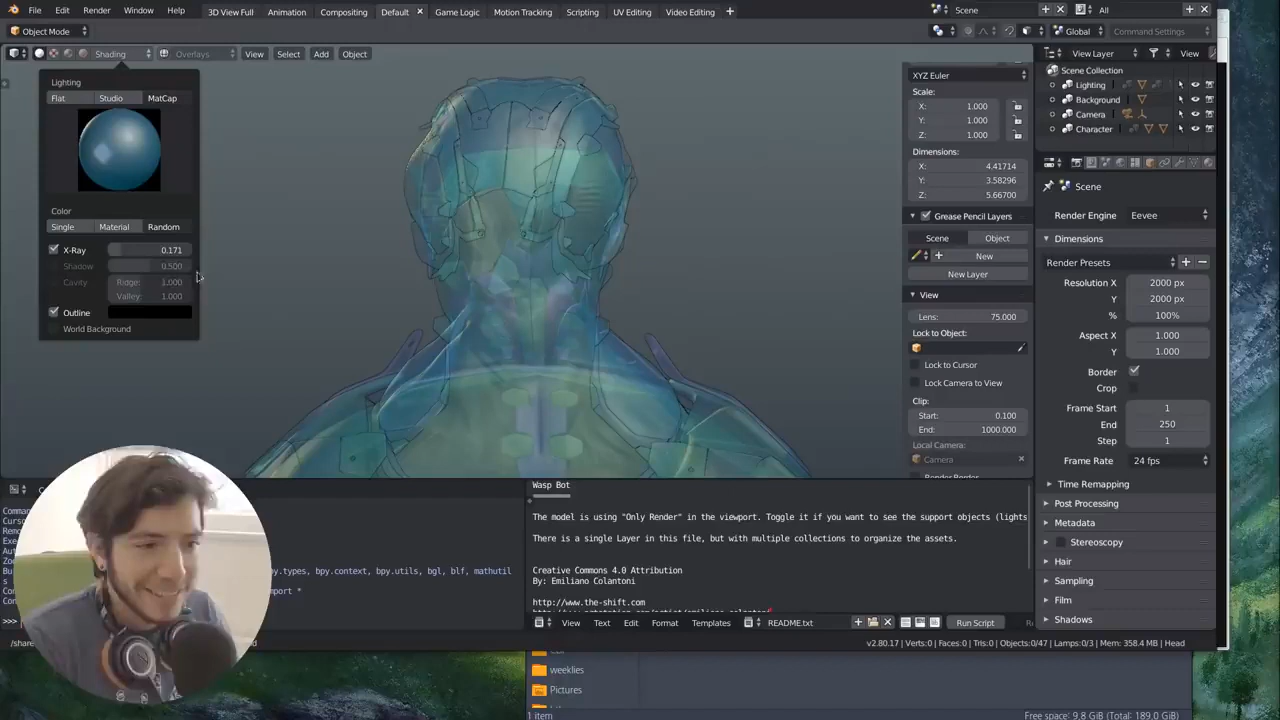 File Edit Render Window Help 3D View Full Animation Compositing Default Game Logic Motion Tracking Scripting UV Editing Video Editing Scene All
Object Mode Global Command Settings
Shading Overlays View Select Add Object View Layer View
Lighting
Flat Studio MatCap
Color
Single Material Random
X-Ray 0.171
Shadow 0.500
Cavity Ridge: 1.000
Valley: 1.000
Outline
World Background
XYZ Euler
Scale:
X: 1.000
Y: 1.000
Z: 1.000
Dimensions:
X: 4.41714
Y: 3.58296
Z: 5.66700
Grease Pencil Layers
Scene Object
New
New Layer
View
Lens: 75.000
Lock to Object:
Lock to Cursor
Lock Camera to View
Clip:
Start: 0.100
End: 1000.000
Local Camera:
Camera
Scene Collection
Lighting
Background
Camera
Character
Scene
Render Engine Eevee
Dimensions
Render Presets
Resolution X 2000 px
Y 2000 px
% 100%
Aspect X 1.000
Y 1.000
Border
Crop
Frame Start 1
End 250
Step 1
Frame Rate 24 fps
Time Remapping
Post Processing
Metadata
Stereoscopy
Hair
Sampling
Film
Shadows
.types, bpy.context, bpy.utils, bgl, blf, mathutil
s
>>>
Wasp Bot
The model is using "Only Render" in the viewport. Toggle it if you want to see the support objects (lights
There is a single Layer in this file, but with multiple collections to organize the assets.
Creative Commons 4.0 Attribution
By: Emiliano Colantoni
http://www.the-shift.com
View Text Edit Format Templates README.txt Run Script
v2.80.17 | Verts:0 | Faces:0 | Tris:0 | Objects:0/47 | Lamps:0/3 | Mem: 358.4 MB | Head
weeklies
Pictures
1 item Free space: 9.8 GiB (Total: 189.0 GiB)